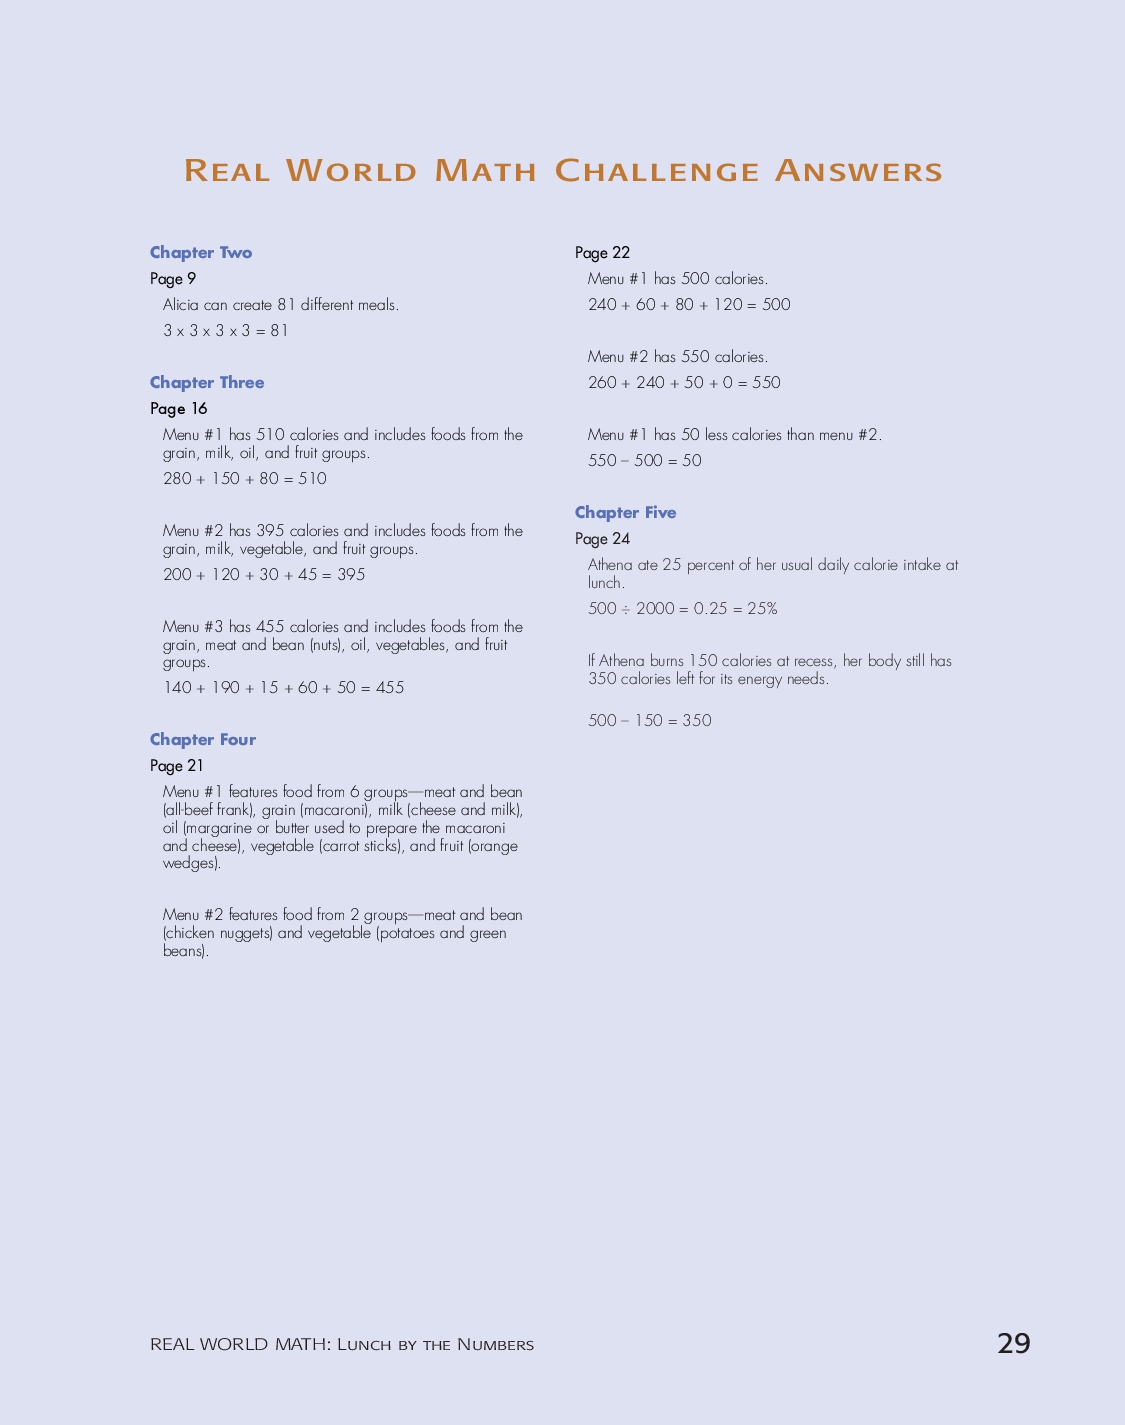 Real World Math Challenge Answers
Chapter Two
Page 9
Alicia can create 81 different meals.
3 x 3 x 3 x 3 = 81
Chapter Three
Page 16
Menu #1 has 510 calories and includes foods from the
grain, milk, oil, and fruit groups.
280 + 150 + 80 = 510
Menu #2 has 395 calories and includes foods from the
grain, milk, vegetable, and fruit groups.
200 + 120 + 30 + 45 = 395
Menu #3 has 455 calories and includes foods from the
grain, meat and bean (nuts), oil, vegetables, and fruit
groups.
140 + 190 + 15 + 60 + 50 = 455
Chapter Four
Page 21
Menu #1 features food from 6 groups—meat and bean
(all-beef frank), grain (macaroni), milk (cheese and milk),
oil (margarine or butter used to prepare the macaroni
and cheese), vegetable (carrot sticks), and fruit (orange
wedges).
Menu #2 features food from 2 groups—meat and bean
(chicken nuggets) and vegetable (potatoes and green
beans).
Page 22
Menu #1 has 500 calories.
240 + 60 + 80 + 120 = 500
Menu #2 has 550 calories.
260 + 240 + 50 + 0 = 550
Menu #1 has 50 less calories than menu #2.
550 – 500 = 50
Chapter Five
Page 24
Athena ate 25 percent of her usual daily calorie intake at
lunch.
500 ÷ 2000 = 0.25 = 25%
If Athena burns 150 calories at recess, her body still has
350 calories left for its energy needs.
500 – 150 = 350
REAL WORLD MATH: Lunch by the Numbers
29